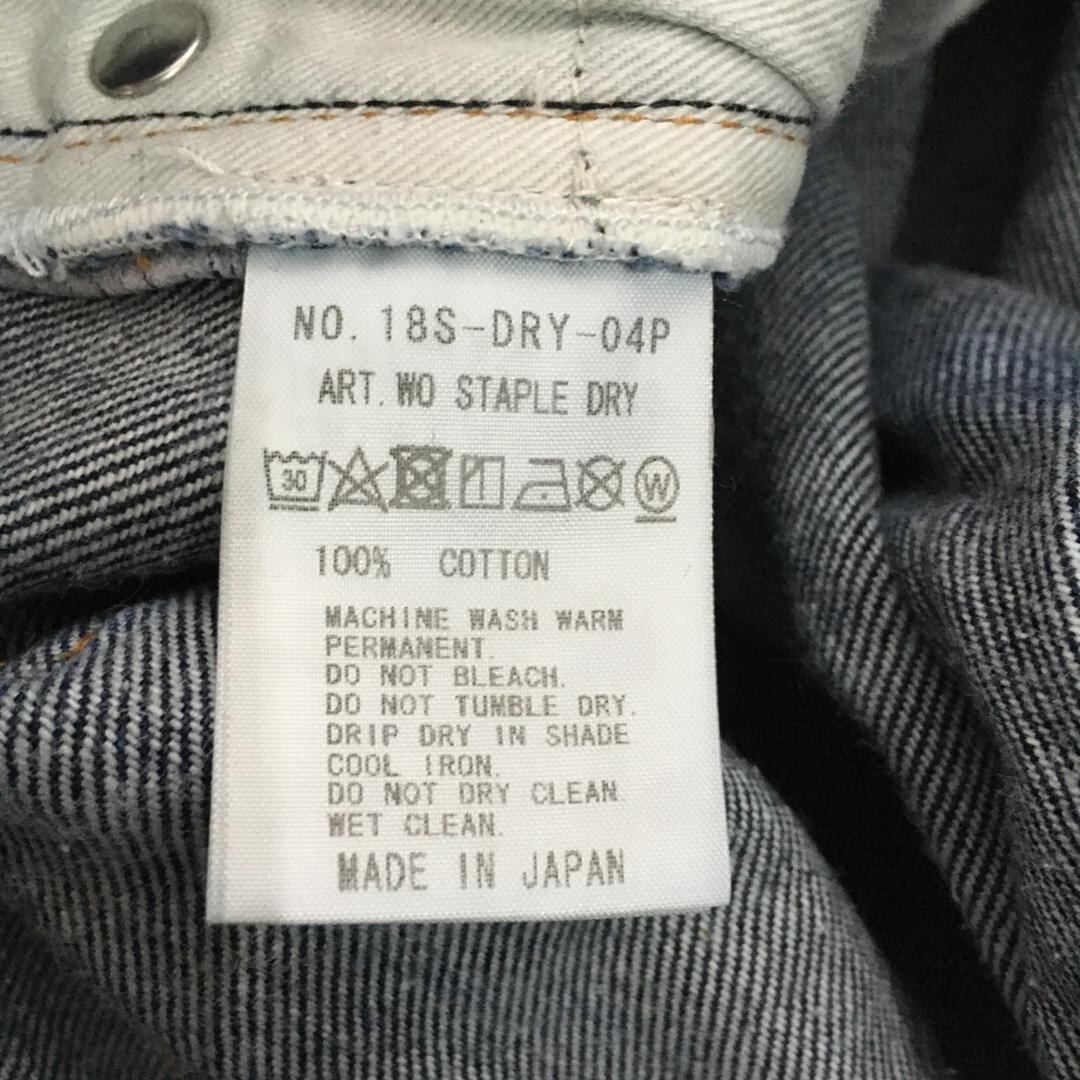 NO. 18S-DRY-04P
ART. WO STAPLE DRY
30 W
100% COTTON
MACHINE WASH WARM
PERMANENT.
DO NOT BLEACH.
DO NOT TUMBLE DRY.
DRIP DRY IN SHADE
COOL IRON.
DO NOT DRY CLEAN.
WET CLEAN.
MADE IN JAPAN